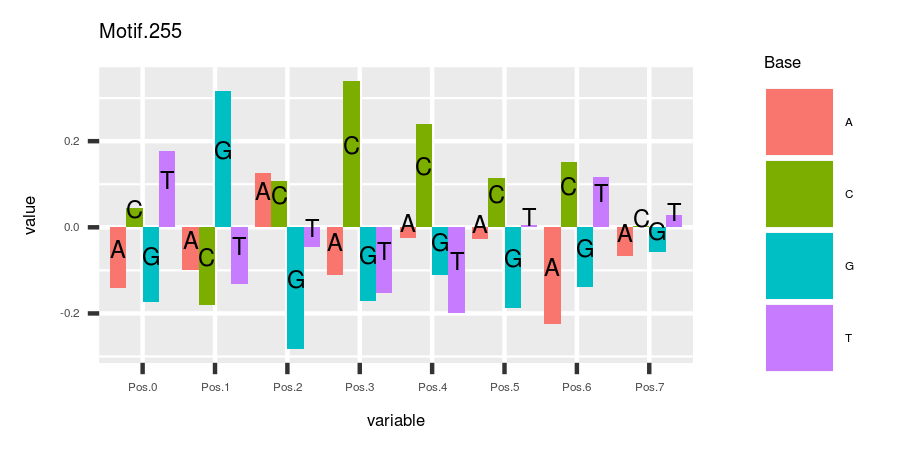 Motif.255
value
0.2
0.0
-0.2
A C G T
A C G T
A C G T
A C G T
A C G T
A C G T
A C G T
A C G T
Pos.0 Pos.1 Pos.2 Pos.3 Pos.4 Pos.5 Pos.6 Pos.7
variable
Base
A
C
G
T